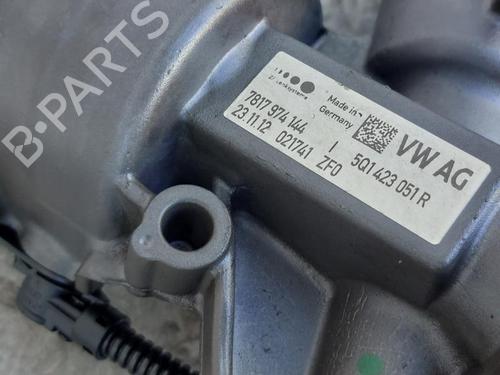 B-PARTS
Made in
Germany
VW AG
7817 974 144 I 5Q1 423 051 R
23.11.12 021741 ZF0